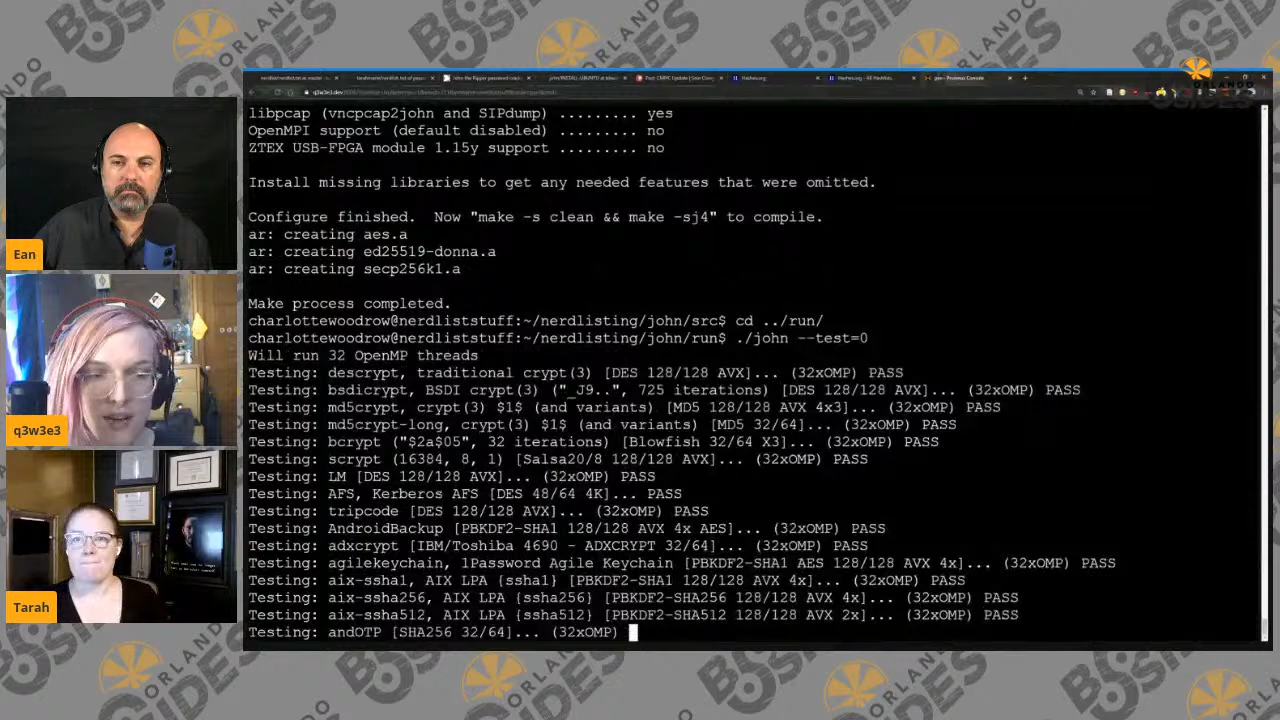 libpcap (vncpcap2john and SIPdump) ......... yes
OpenMPI support (default disabled) ......... no
ZTEX USB-FPGA module 1.15y support ......... no
Install missing libraries to get any needed features that were omitted.
Configure finished.  Now "make -s clean && make -sj4" to compile.
ar: creating aes.a
ar: creating ed25519-donna.a
ar: creating secp256k1.a
Make process completed.
charlottewoodrow@nerdliststuff:~/nerdlisting/john/src$ cd ../run/
charlottewoodrow@nerdliststuff:~/nerdlisting/john/run$ ./john --test=0
Will run 32 OpenMP threads
Testing: descrypt, traditional crypt(3) [DES 128/128 AVX]... (32xOMP) PASS
Testing: bsdicrypt, BSDI crypt(3) ("_J9..", 725 iterations) [DES 128/128 AVX]... (32xOMP) PASS
Testing: md5crypt, crypt(3) $1$ (and variants) [MD5 128/128 AVX 4x3]... (32xOMP) PASS
Testing: md5crypt-long, crypt(3) $1$ (and variants) [MD5 32/64]... (32xOMP) PASS
Testing: bcrypt ("$2a$05", 32 iterations) [Blowfish 32/64 X3]... (32xOMP) PASS
Testing: scrypt (16384, 8, 1) [Salsa20/8 128/128 AVX]... (32xOMP) PASS
Testing: LM [DES 128/128 AVX]... (32xOMP) PASS
Testing: AFS, Kerberos AFS [DES 48/64 4K]... PASS
Testing: tripcode [DES 128/128 AVX]... (32xOMP) PASS
Testing: AndroidBackup [PBKDF2-SHA1 128/128 AVX 4x AES]... (32xOMP) PASS
Testing: adxcrypt [IBM/Toshiba 4690 - ADXCRYPT 32/64]... (32xOMP) PASS
Testing: agilekeychain, 1Password Agile Keychain [PBKDF2-SHA1 AES 128/128 AVX 4x]... (32xOMP) PASS
Testing: aix-ssha1, AIX LPA {ssha1} [PBKDF2-SHA1 128/128 AVX 4x]... (32xOMP) PASS
Testing: aix-ssha256, AIX LPA {ssha256} [PBKDF2-SHA256 128/128 AVX 4x]... (32xOMP) PASS
Testing: aix-ssha512, AIX LPA {ssha512} [PBKDF2-SHA512 128/128 AVX 2x]... (32xOMP) PASS
Testing: andOTP [SHA256 32/64]... (32xOMP)
Ean
q3w3e3
Tarah
BSIDES
ORLANDO